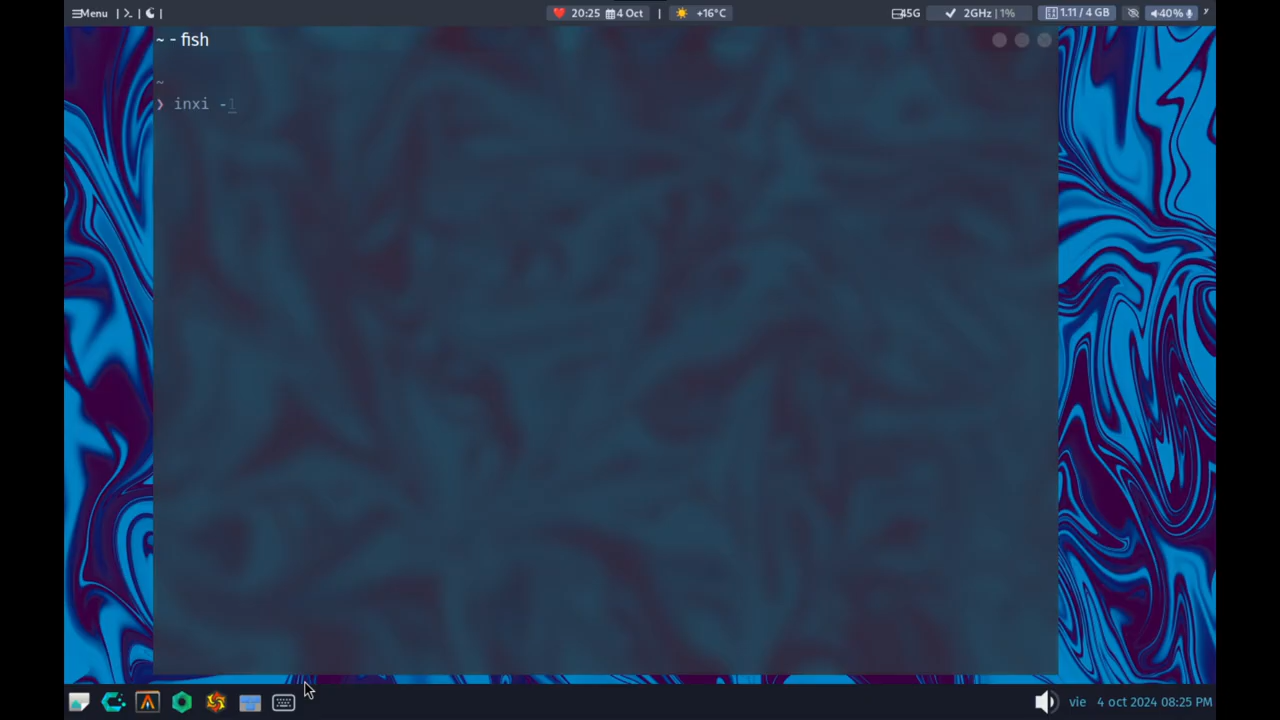 Menu | >_ | |
20:25 4 Oct | +16°C
45G 2GHz | 1% 1.11 / 4 GB 40%
~ - fish
~
❯ inxi -1
vie 4 oct 2024 08:25 PM